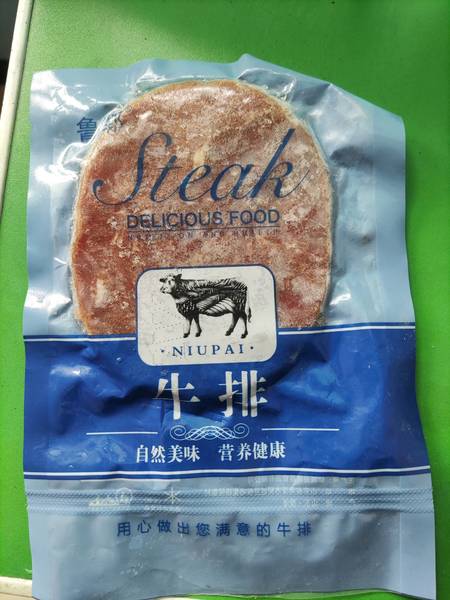 鲁
Steak
DELICIOUS FOOD
·NIUPAI·
牛排
自然美味 营养健康
用心做出您满意的牛排